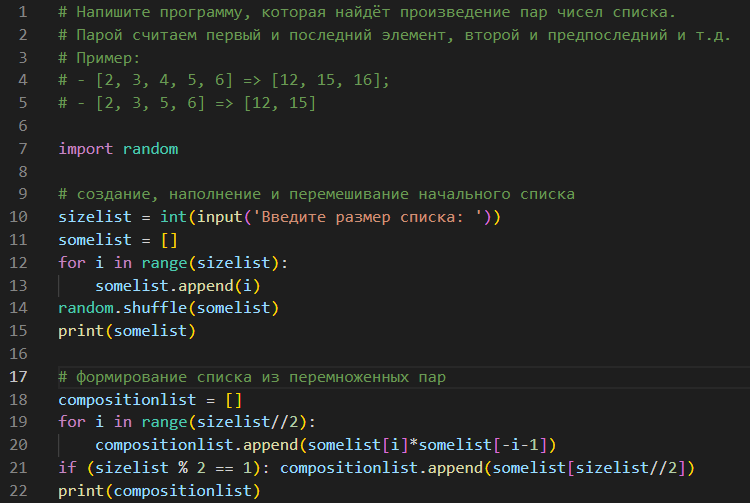 1 # Напишите программу, которая найдёт произведение пар чисел списка.
2 # Парой считаем первый и последний элемент, второй и предпоследний и т.д.
3 # Пример:
4 # - [2, 3, 4, 5, 6] => [12, 15, 16];
5 # - [2, 3, 5, 6] => [12, 15]
6
7 import random
8
9 # создание, наполнение и перемешивание начального списка
10 sizelist = int(input('Введите размер списка: '))
11 somelist = []
12 for i in range(sizelist):
13     somelist.append(i)
14 random.shuffle(somelist)
15 print(somelist)
16
17 # формирование списка из перемноженных пар
18 compositionlist = []
19 for i in range(sizelist//2):
20     compositionlist.append(somelist[i]*somelist[-i-1])
21 if (sizelist % 2 == 1): compositionlist.append(somelist[sizelist//2])
22 print(compositionlist)